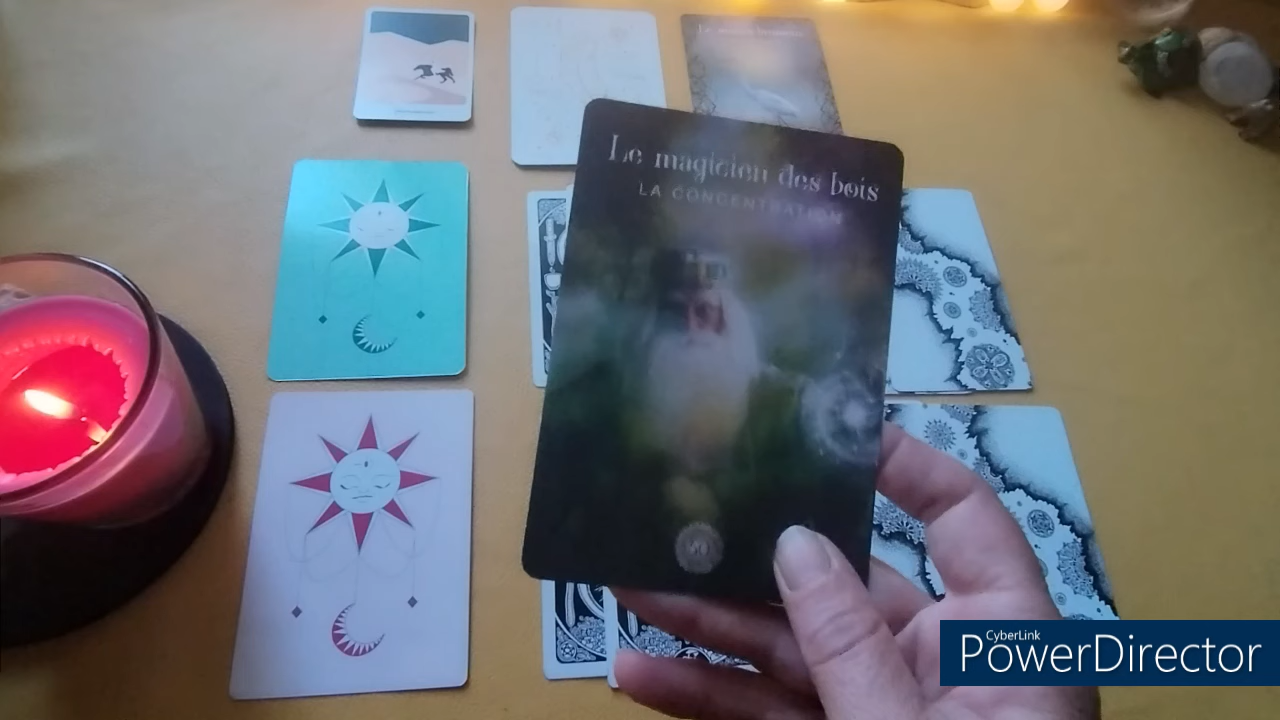 Le magicien des bois
LA CONCENTRATION
CyberLink
PowerDirector